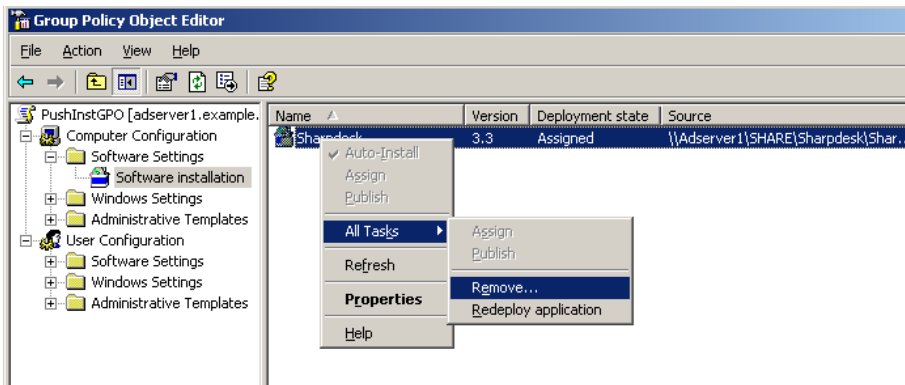 Group Policy Object Editor
File Action View Help
PushInstGPO [adserver1.example.
Computer Configuration
Software Settings
Software installation
Windows Settings
Administrative Templates
User Configuration
Software Settings
Windows Settings
Administrative Templates
Name Version Deployment state Source
Sharpdesk 3.3 Assigned \\Adserver1\SHARE\Sharpdesk\Shar...
Auto-Install
Assign
Publish
All Tasks
Refresh
Properties
Help
Assign
Publish
Remove...
Redeploy application